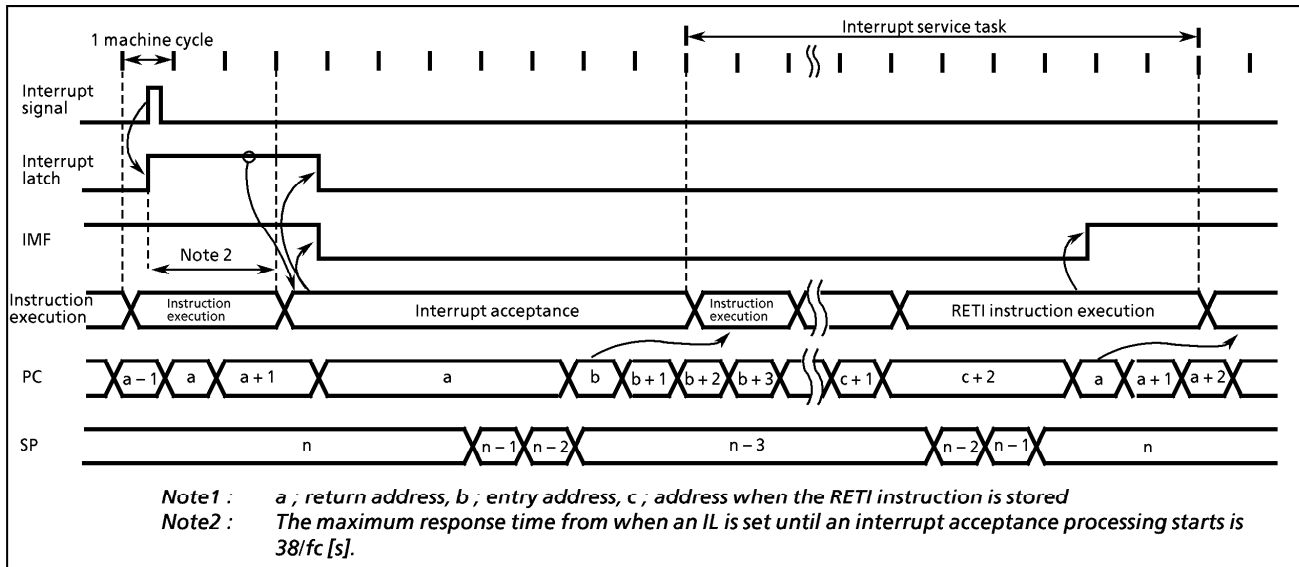 Interrupt service task
1 machine cycle
Interrupt
signal
Interrupt
latch
IMF
Note 2
Instruction
execution
Instruction
execution
Interrupt acceptance
Instruction
execution
RETI instruction execution
PC
a – 1
a
a + 1
a
b
b + 1
b + 2
b + 3
c + 1
c + 2
a
a + 1
a + 2
SP
n
n – 1
n – 2
n – 3
n – 2
n – 1
n
Note1 : a ; return address, b ; entry address, c ; address when the RETI instruction is stored
Note2 : The maximum response time from when an IL is set until an interrupt acceptance processing starts is
38/fc [s].